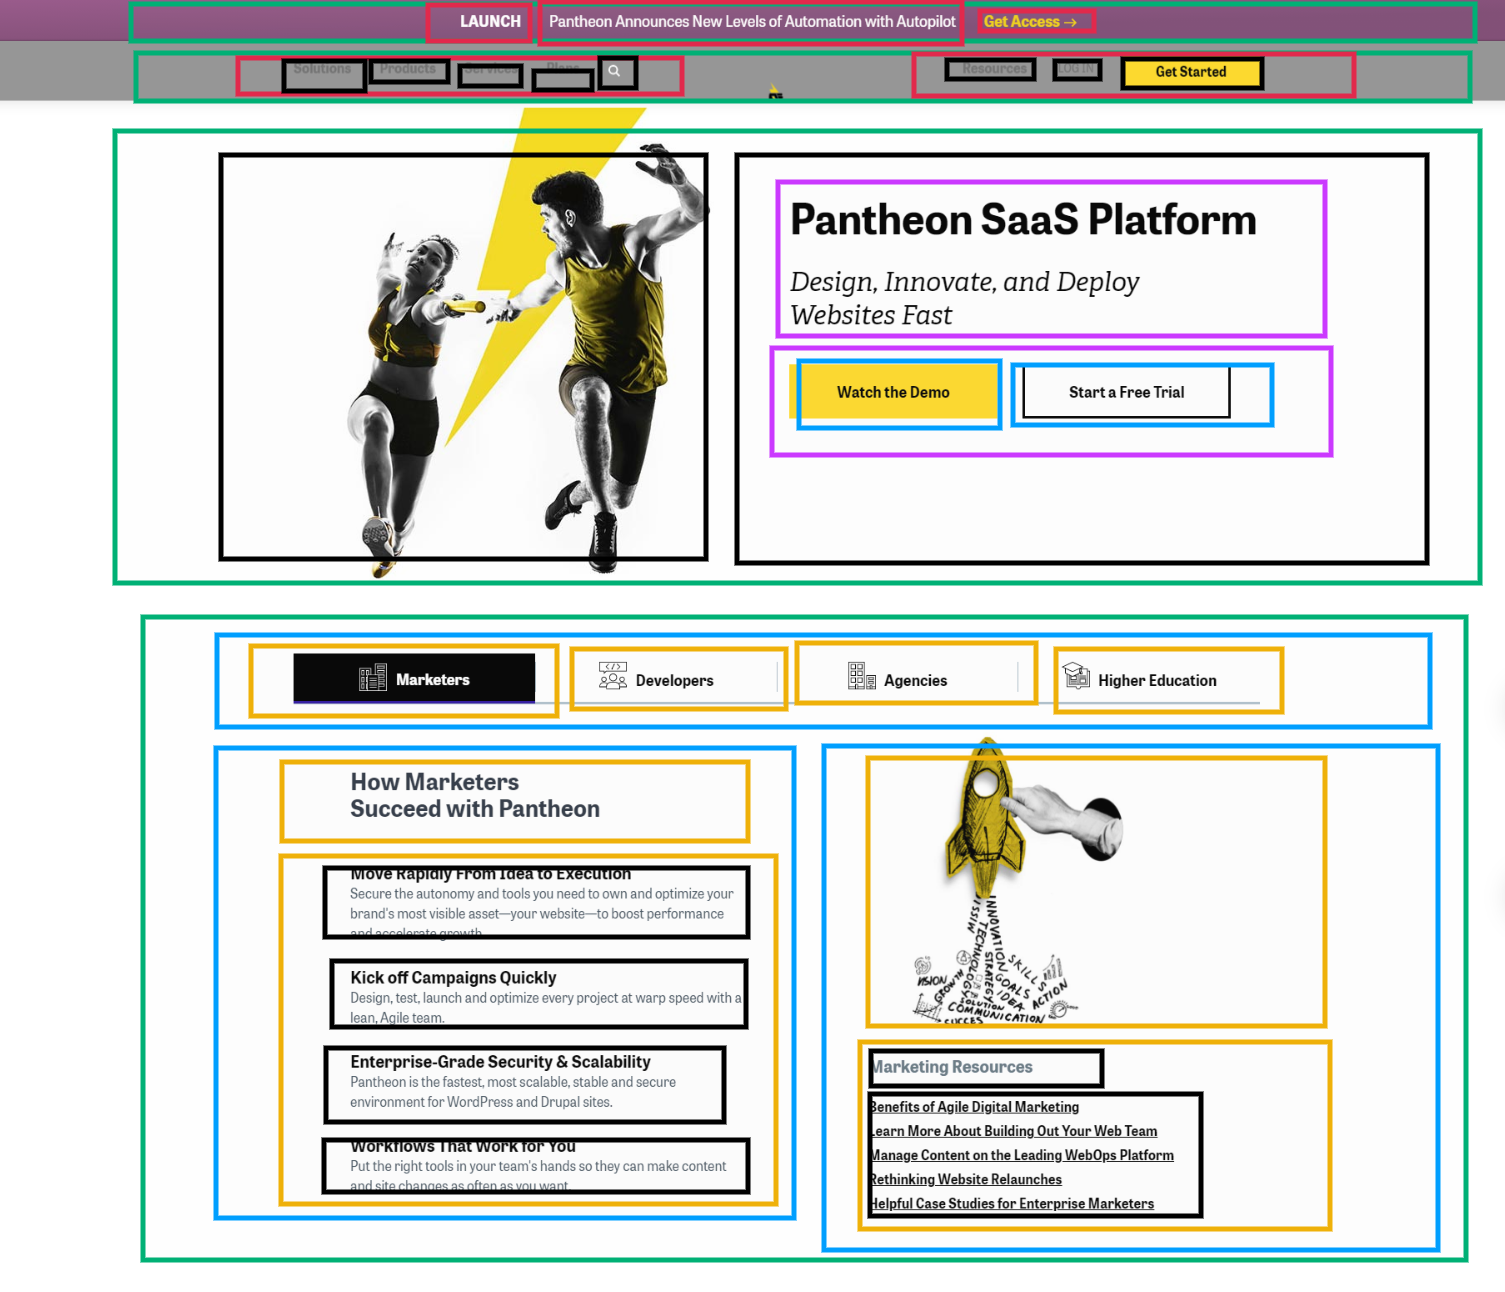 LAUNCH Pantheon Announces New Levels of Automation with Autopilot Get Access →
Solutions Products Services Plans Resources LOG IN Get Started
Pantheon SaaS Platform
Design, Innovate, and Deploy
Websites Fast
Watch the Demo Start a Free Trial
Marketers Developers Agencies Higher Education
How Marketers
Succeed with Pantheon
Move Rapidly From Idea to Execution
Secure the autonomy and tools you need to own and optimize your
brand's most visible asset—your website—to boost performance
and accelerate growth.
Kick off Campaigns Quickly
Design, test, launch and optimize every project at warp speed with a
lean, Agile team.
Enterprise-Grade Security & Scalability
Pantheon is the fastest, most scalable, stable and secure
environment for WordPress and Drupal sites.
Workflows That Work for You
Put the right tools in your team's hands so they can make content
and site changes as often as you want.
INNOVATION
TECHNOLOGY
STRATEGY
GOALS
SKILLS
VISION
GROWTH
IDEA
ACTION
SOLUTION
COMMUNICATION
Marketing Resources
Benefits of Agile Digital Marketing
Learn More About Building Out Your Web Team
Manage Content on the Leading WebOps Platform
Rethinking Website Relaunches
Helpful Case Studies for Enterprise Marketers